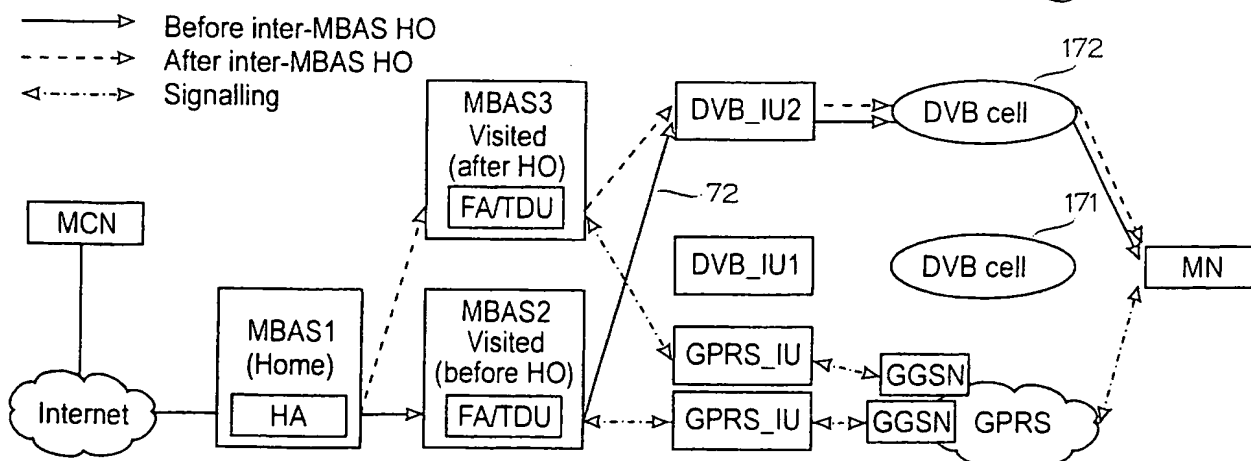 Before inter-MBAS HO
After inter-MBAS HO
Signalling
172
MBAS3
Visited
(after HO)
FA/TDU
DVB_IU2
DVB cell
72
171
MCN
DVB_IU1
DVB cell
MN
MBAS1
(Home)
HA
MBAS2
Visited
(before HO)
FA/TDU
GPRS_IU
GGSN
Internet
GPRS_IU
GGSN
GPRS